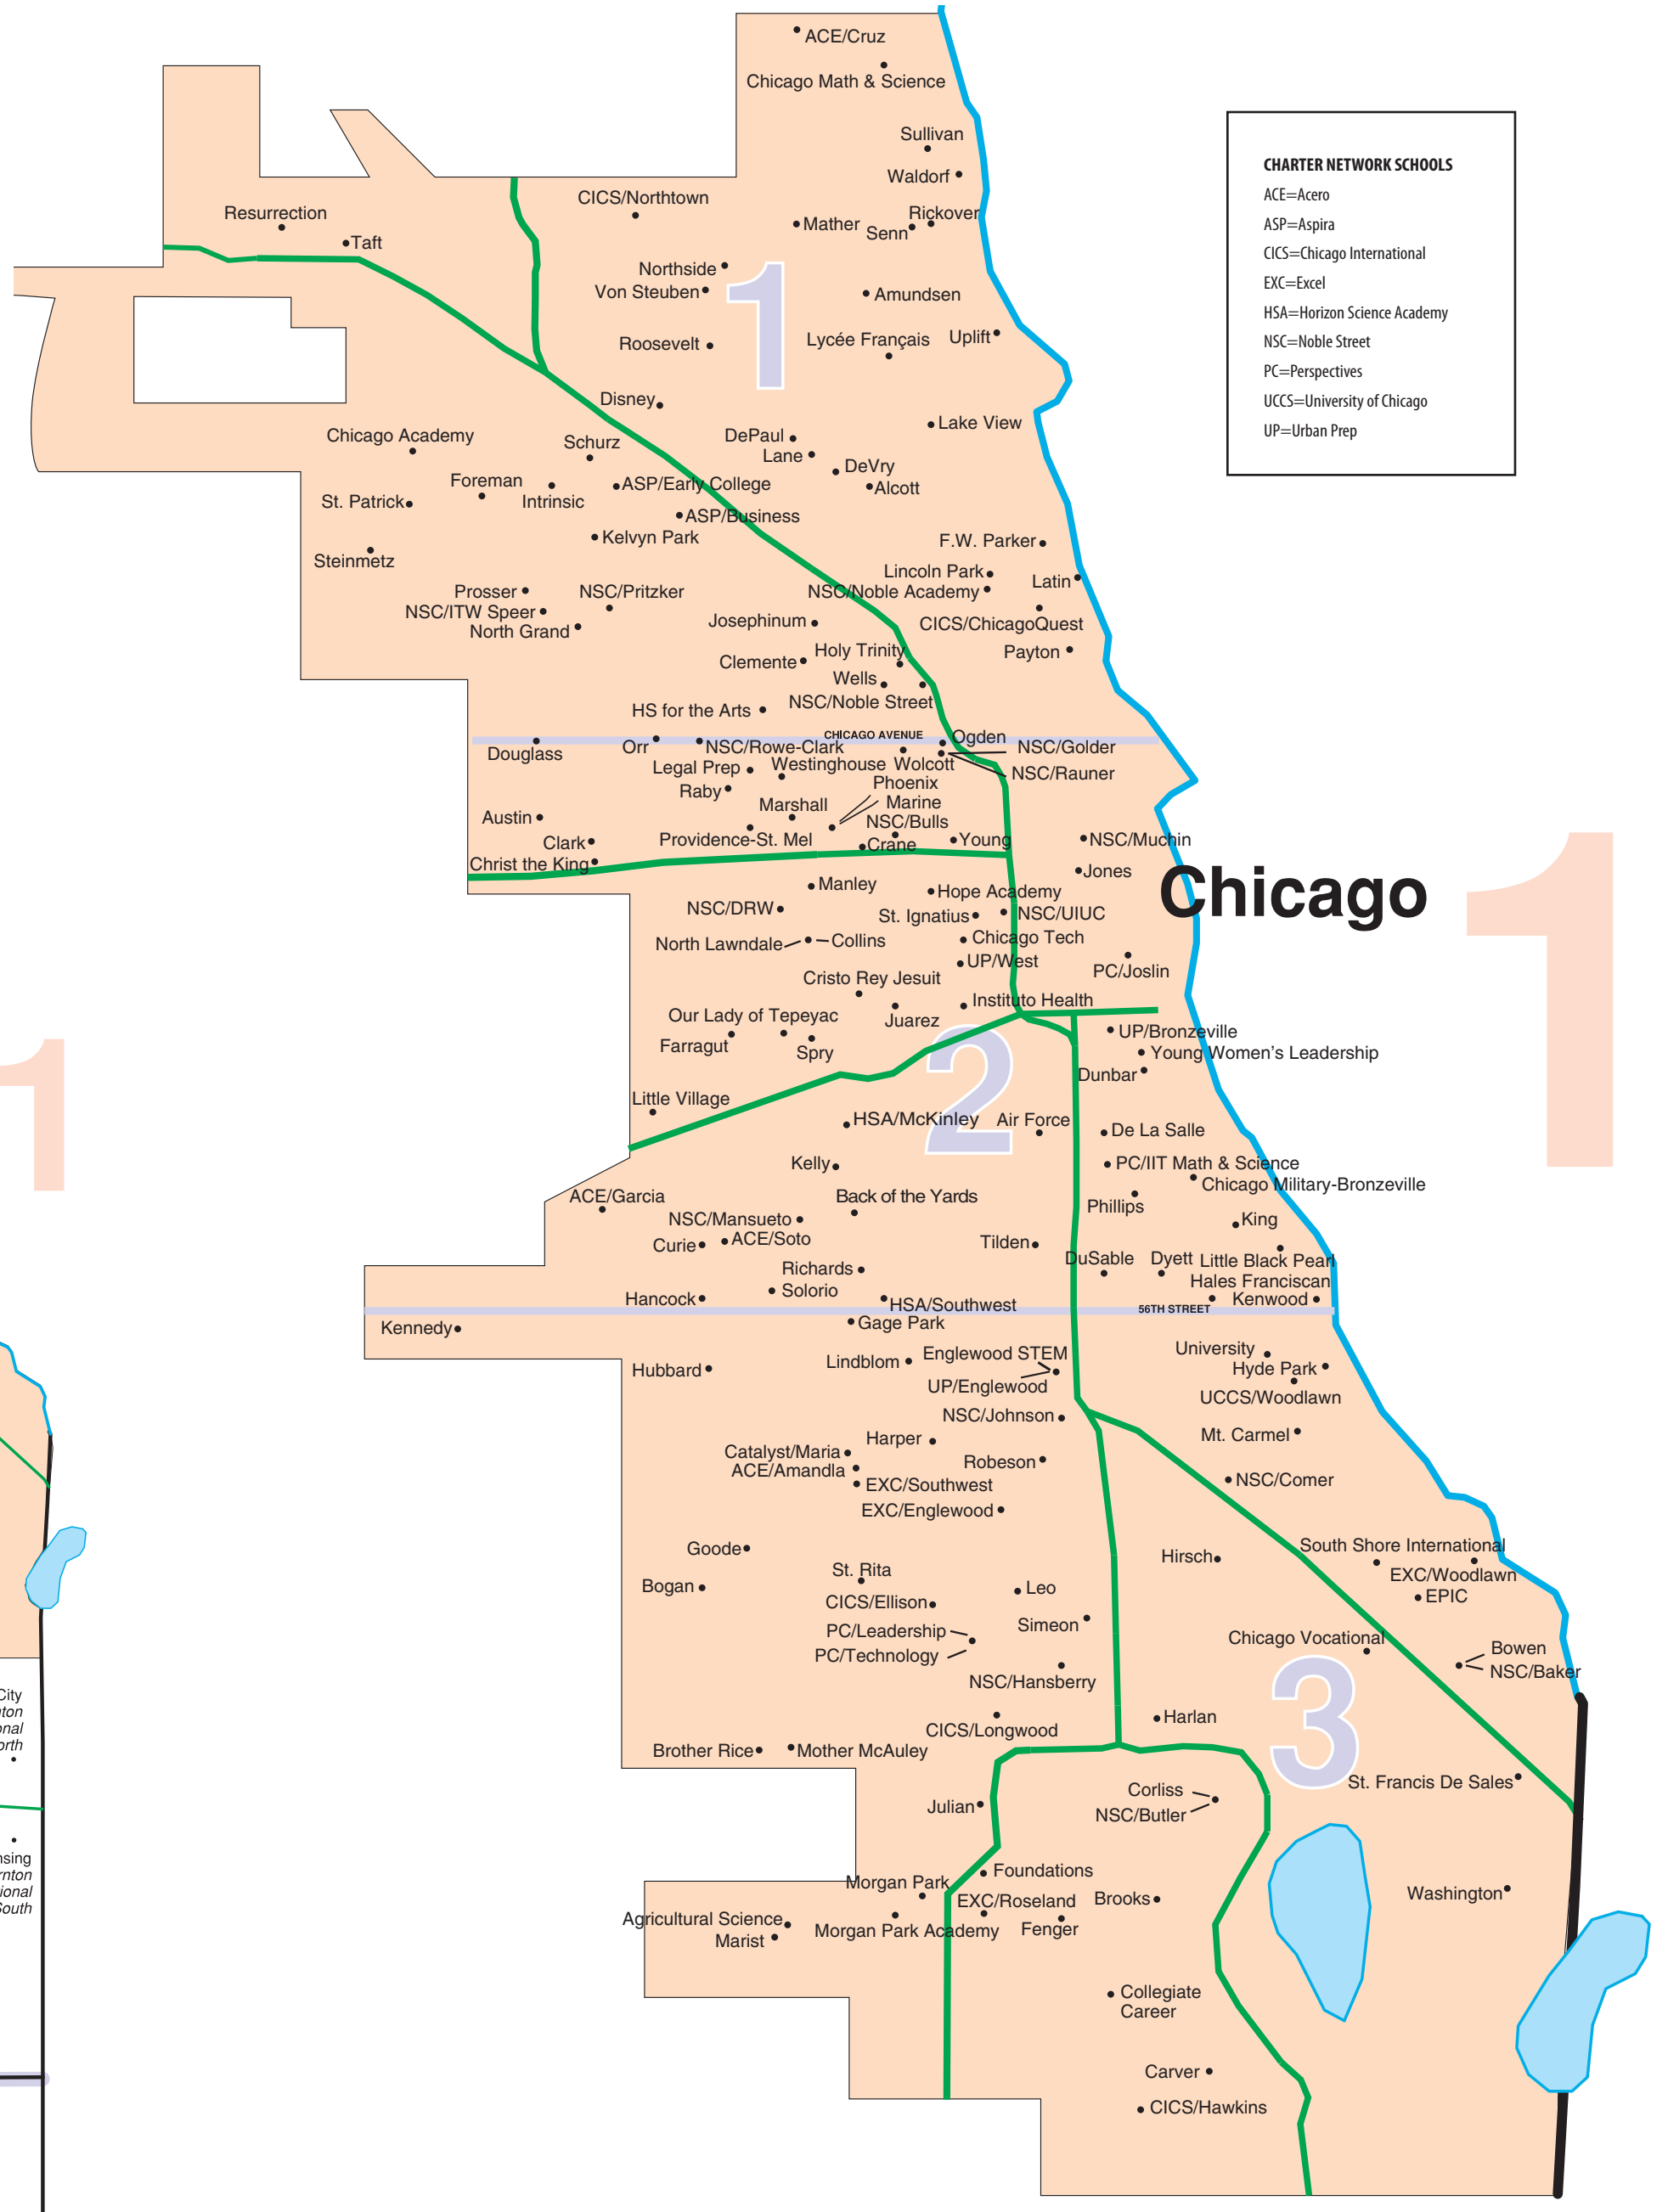 ACE/Cruz
Chicago Math & Science
Sullivan
Waldorf
CHARTER NETWORK SCHOOLS
ACE=Acero
ASP=Aspira
CICS=Chicago International
EXC=Excel
HSA=Horizon Science Academy
NSC=Noble Street
PC=Perspectives
UCCS=University of Chicago
UP=Urban Prep
CICS/Northtown
Resurrection
Taft
Mather
Rickover
Senn
Northside
Von Steuben
1
Amundsen
Roosevelt
Lycée Français
Uplift
Disney
Lake View
Chicago Academy
Schurz
DePaul
Lane
DeVry
Alcott
Foreman
Intrinsic
ASP/Early College
St. Patrick
ASP/Business
Kelvyn Park
F.W. Parker
Steinmetz
Lincoln Park
Latin
NSC/Noble Academy
Prosser
NSC/Pritzker
NSC/ITW Speer
North Grand
Josephinum
CICS/ChicagoQuest
Holy Trinity
Payton
Clemente
Wells
NSC/Noble Street
HS for the Arts
CHICAGO AVENUE
Ogden
Douglass
Orr
NSC/Rowe-Clark
NSC/Golder
Legal Prep
Westinghouse
Wolcott
NSC/Rauner
Phoenix
Raby
Marine
Marshall
Austin
NSC/Bulls
Clark
Providence-St. Mel
Crane
Young
NSC/Muchin
Christ the King
Jones
Chicago
1
Manley
Hope Academy
NSC/DRW
St. Ignatius
NSC/UIUC
North Lawndale
Collins
Chicago Tech
UP/West
PC/Joslin
Cristo Rey Jesuit
Instituto Health
Our Lady of Tepeyac
Juarez
Farragut
Spry
2
UP/Bronzeville
Young Women's Leadership
Dunbar
1
Little Village
HSA/McKinley
Air Force
De La Salle
Kelly
PC/IIT Math & Science
Chicago Military-Bronzeville
ACE/Garcia
Back of the Yards
Phillips
NSC/Mansueto
King
Curie
ACE/Soto
Tilden
DuSable
Dyett
Little Black Pearl
Richards
Hales Franciscan
Solorio
Hancock
HSA/Southwest
Kenwood
56TH STREET
Kennedy
Gage Park
Hubbard
Lindblom
Englewood STEM
University
Hyde Park
UP/Englewood
UCCS/Woodlawn
NSC/Johnson
Harper
Mt. Carmel
Catalyst/Maria
ACE/Amandla
Robeson
EXC/Southwest
NSC/Comer
EXC/Englewood
Goode
Hirsch
South Shore International
St. Rita
EXC/Woodlawn
Bogan
Leo
EPIC
CICS/Ellison
Simeon
PC/Leadership
PC/Technology
Chicago Vocational
Bowen
NSC/Baker
NSC/Hansberry
3
City
nton
onal
orth
Harlan
CICS/Longwood
Brother Rice
Mother McAuley
St. Francis De Sales
Corliss
NSC/Butler
Julian
nsing
rnton
ional
South
Foundations
Morgan Park
EXC/Roseland
Brooks
Washington
Agricultural Science
Morgan Park Academy
Fenger
Marist
Collegiate
Career
Carver
CICS/Hawkins